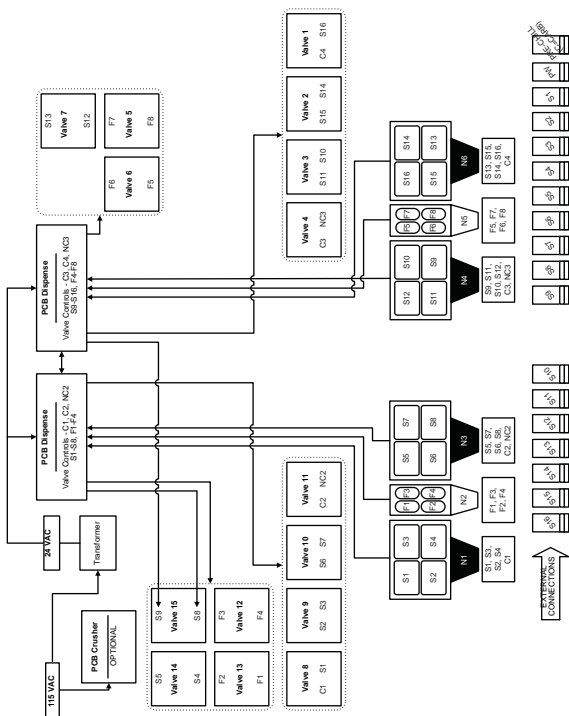 115 VAC
24 VAC
PCB Crusher
OPTIONAL
Transformer
PCB Dispense
Valve Controls - C1, C2, NC2
S1-S8, F1-F4
PCB Dispense
Valve Controls - C3, C4, NC3
S9-S16, F4-F8
S13
Valve 7
S12
F6
Valve 6
F5
F7
Valve 5
F8
S5
Valve 14
S4
S9
Valve 15
S8
F2
Valve 13
F1
F3
Valve 12
F4
Valve 8
C1 S1
Valve 9
S2 S3
Valve 10
S6 S7
Valve 11
C2 NC2
Valve 4
C3 NC3
Valve 3
S11 S10
Valve 2
S15 S14
Valve 1
C4 S16
S1 S3
S2 S4
N1
S1, S3,
S2, S4
C1
F1 F3
F2 F4
N2
F1, F3,
F2, F4
S5 S7
S6 S8
N3
S5, S7,
S6, S8,
C2, NC2
S12 S10
S11 S9
N4
S9, S11,
S10, S12,
C3, NC3
F5 F7
F6 F8
N5
F5, F7,
F6, F8
S16 S14
S15 S13
N6
S13, S15,
S14, S16,
C4
EXTERNAL
CONNECTIONS
S16
S15
S14
S13
S12
S11
S10
S9
S8
S7
S6
S5
S4
S3
S2
S1
PW
PRE-CHILL